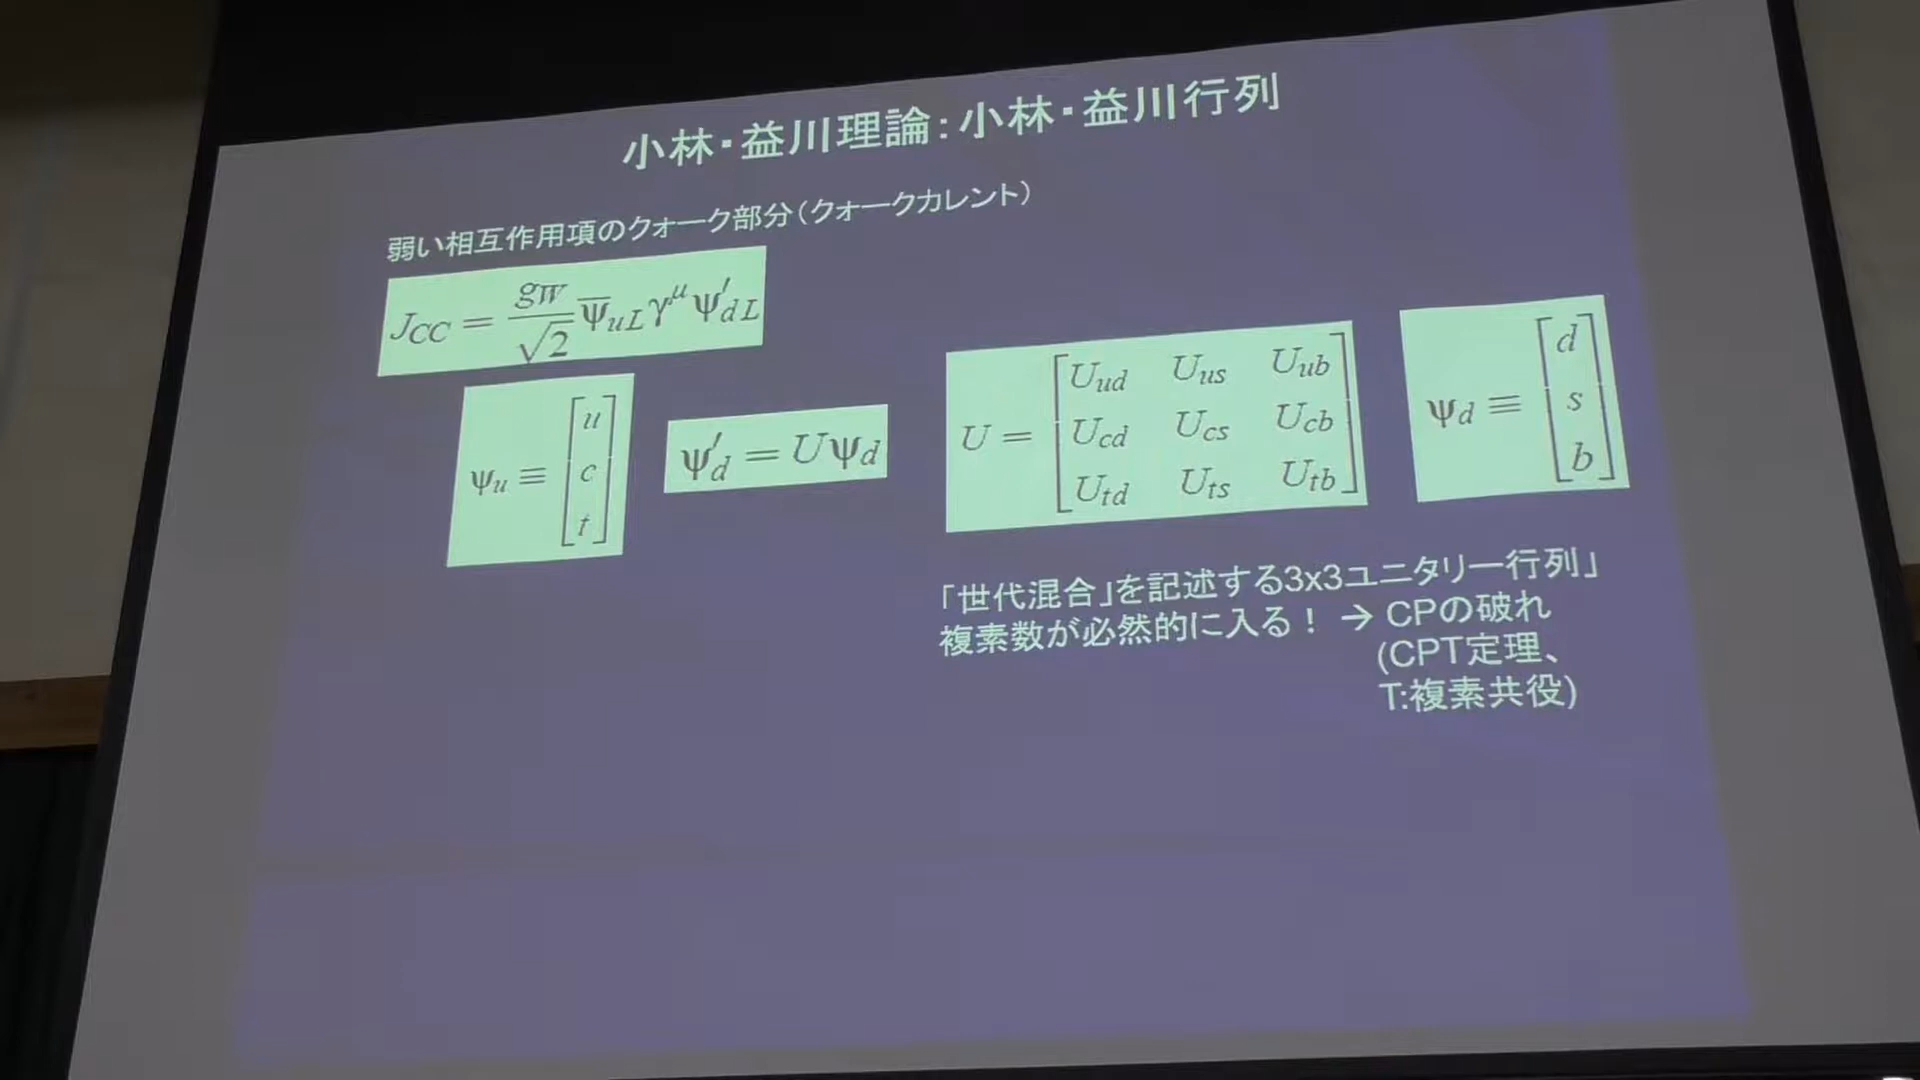 小林・益川理論：小林・益川行列
弱い相互作用項のクォーク部分（クォークカレント）
J_CC = g_W/√2 ψ̄_uL γ^μ ψ′_dL
ψ_u ≡ [u c t]
ψ′_d = Uψ_d
U = [U_ud U_us U_ub
U_cd U_cs U_cb
U_td U_ts U_tb]
ψ_d ≡ [d s b]
「世代混合」を記述する3x3ユニタリー行列」
複素数が必然的に入る！ → CPの破れ
(CPT定理、
T:複素共役)